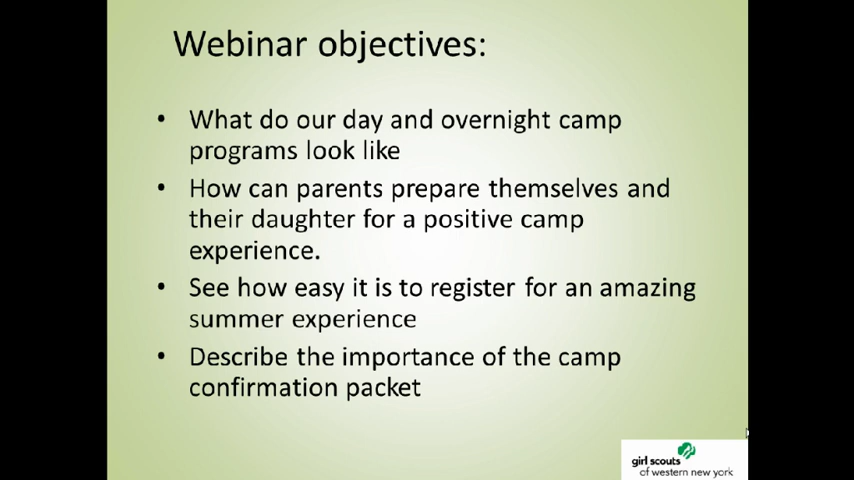 Webinar objectives:
• What do our day and overnight camp
programs look like
• How can parents prepare themselves and
their daughter for a positive camp
experience.
• See how easy it is to register for an amazing
summer experience
• Describe the importance of the camp
confirmation packet
girl scouts
of western new york